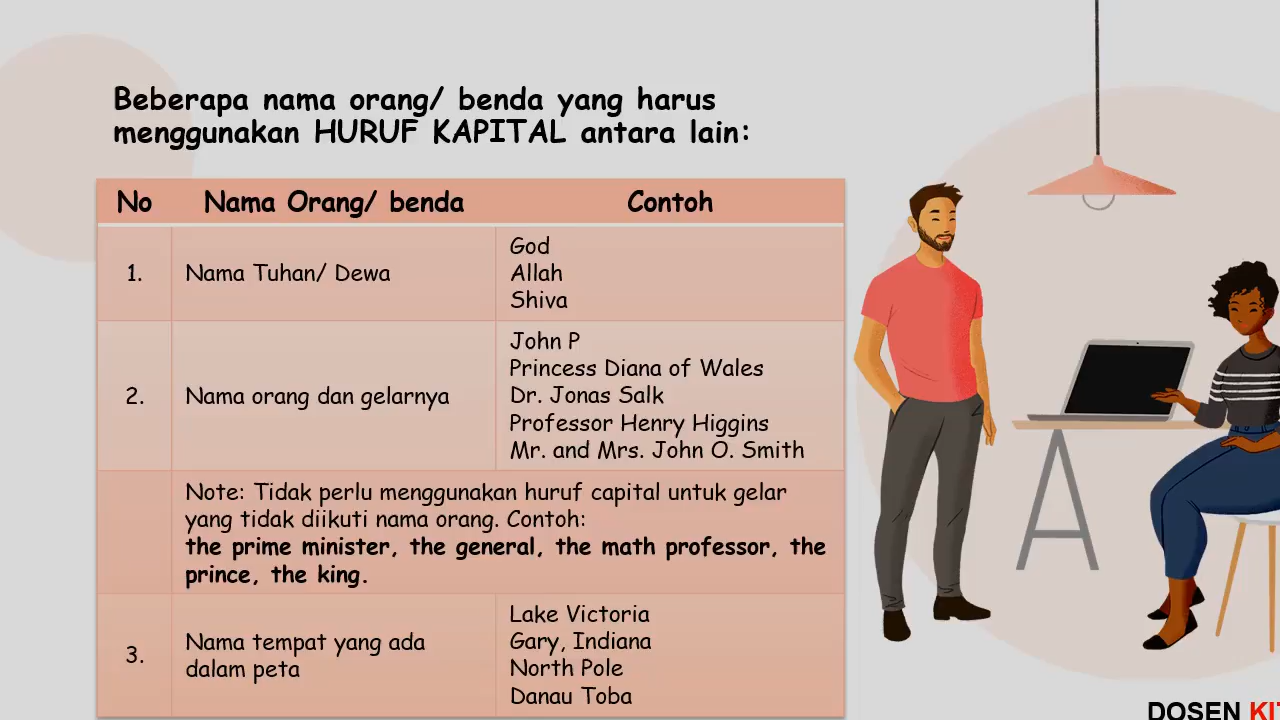 Beberapa nama orang/ benda yang harus
menggunakan HURUF KAPITAL antara lain:
No Nama Orang/ benda Contoh
1. Nama Tuhan/ Dewa
God
Allah
Shiva
2. Nama orang dan gelarnya
John P
Princess Diana of Wales
Dr. Jonas Salk
Professor Henry Higgins
Mr. and Mrs. John O. Smith
Note: Tidak perlu menggunakan huruf capital untuk gelar
yang tidak diikuti nama orang. Contoh:
the prime minister, the general, the math professor, the
prince, the king.
3. Nama tempat yang ada
dalam peta
Lake Victoria
Gary, Indiana
North Pole
Danau Toba
DOSEN